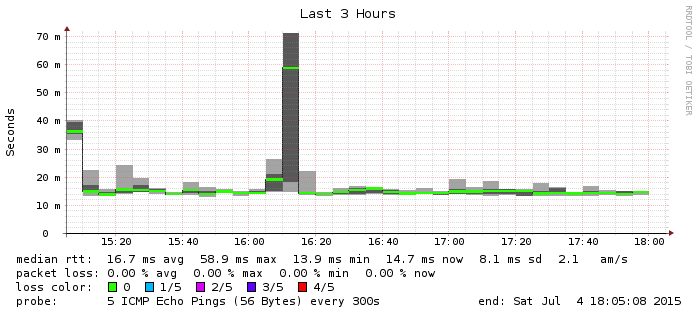 Last 3 Hours
RRDTOOL / TOBI OETIKER
Seconds
70 m
60 m
50 m
40 m
30 m
20 m
10 m
0
15:20 15:40 16:00 16:20 16:40 17:00 17:20 17:40 18:00
median rtt: 16.7 ms avg 58.9 ms max 13.9 ms min 14.7 ms now 8.1 ms sd 2.1 am/s
packet loss: 0.00 % avg 0.00 % max 0.00 % min 0.00 % now
loss color: 0 1/5 2/5 3/5 4/5
probe: 5 ICMP Echo Pings (56 Bytes) every 300s end: Sat Jul 4 18:05:08 2015